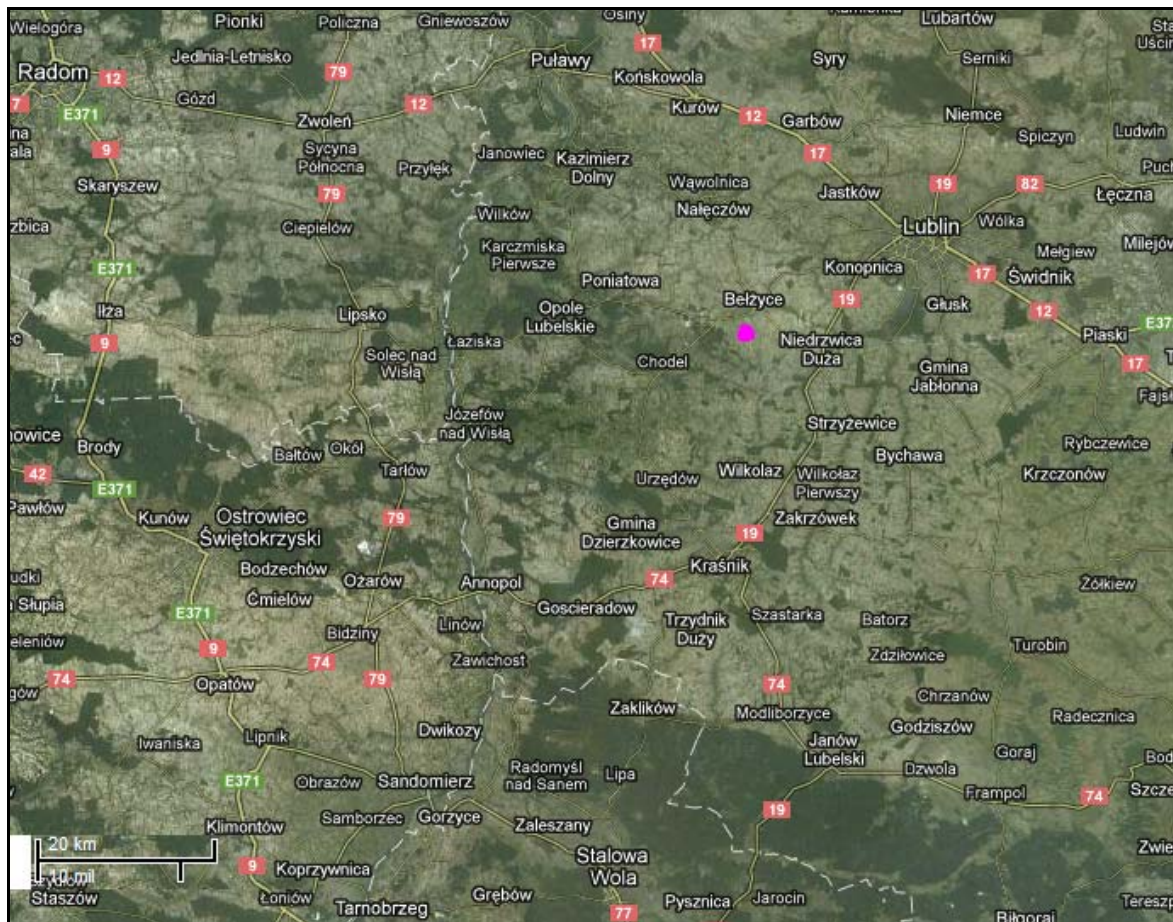 Wielogóra
Pionki
Policzna
Gniewoszów
Osiny
Kamionka
Lubartów
Jedlnia-Letnisko
17
Puławy
Syry
Serniki
Radom
12
79
Końskowola
7
Gózd
12
Kurów
E371
Zwoleń
12
Garbów
Niemce
9
Sycyna
Północna
Janowiec
17
Spiczyn
Ludwin
Przyłęk
Kazimierz
Dolny
Skaryszew
79
Wąwolnica
Jastków
19
82
Łęczna
Wilków
Nałęczów
Ciepielów
Lublin
Wólka
Karczmiska
Pierwsze
Mełgiew
Milejów
E371
Poniatowa
Konopnica
17
Świdnik
Bełżyce
19
Iłża
Lipsko
Opole
Lubelskie
Głusk
12
E37
9
Łaziska
Niedrzwica
Duża
Piaski
Solec nad
Wisłą
Chodel
Gmina
Jabłonna
17
Józefów
nad Wisłą
Strzyżewice
Brody
Bałtów
Okół
Rybczewice
Bychawa
42
Tarłów
Urzędów
Wilkolaz
Wilkołaz
Pierwszy
Krzczonów
E371
Pawłów
Kunów
Ostrowiec
Świętokrzyski
79
Gmina
Dzierzkowice
Zakrzówek
19
Bodzechów
Kraśnik
Ożarów
Annopol
74
Żółkiew
a Słupia
Ćmielów
Goscieradow
E371
Linów
Trzydnik
Duży
Szastarka
Batorz
Bidziny
Turobin
9
74
Zawichost
Zdziłowice
74
Opatów
79
74
Chrzanów
Zaklików
Modliborzyce
Radecznica
Dwikozy
Godziszów
Iwaniska
Lipnik
Janów
Lubelski
Goraj
Radomyśl
nad Sanem
Lipa
Dzwola
E371
Obrazów
Sandomierz
Frampol
74
19
Klimontów
Samborzec
Gorzyce
Zaleszany
20 km
10 mil
9
Koprzywnica
Stalowa
Wola
Staszów
Łoniów
Grębów
Pysznica
Jarocin
Tarnobrzeg
77
Biłgoraj